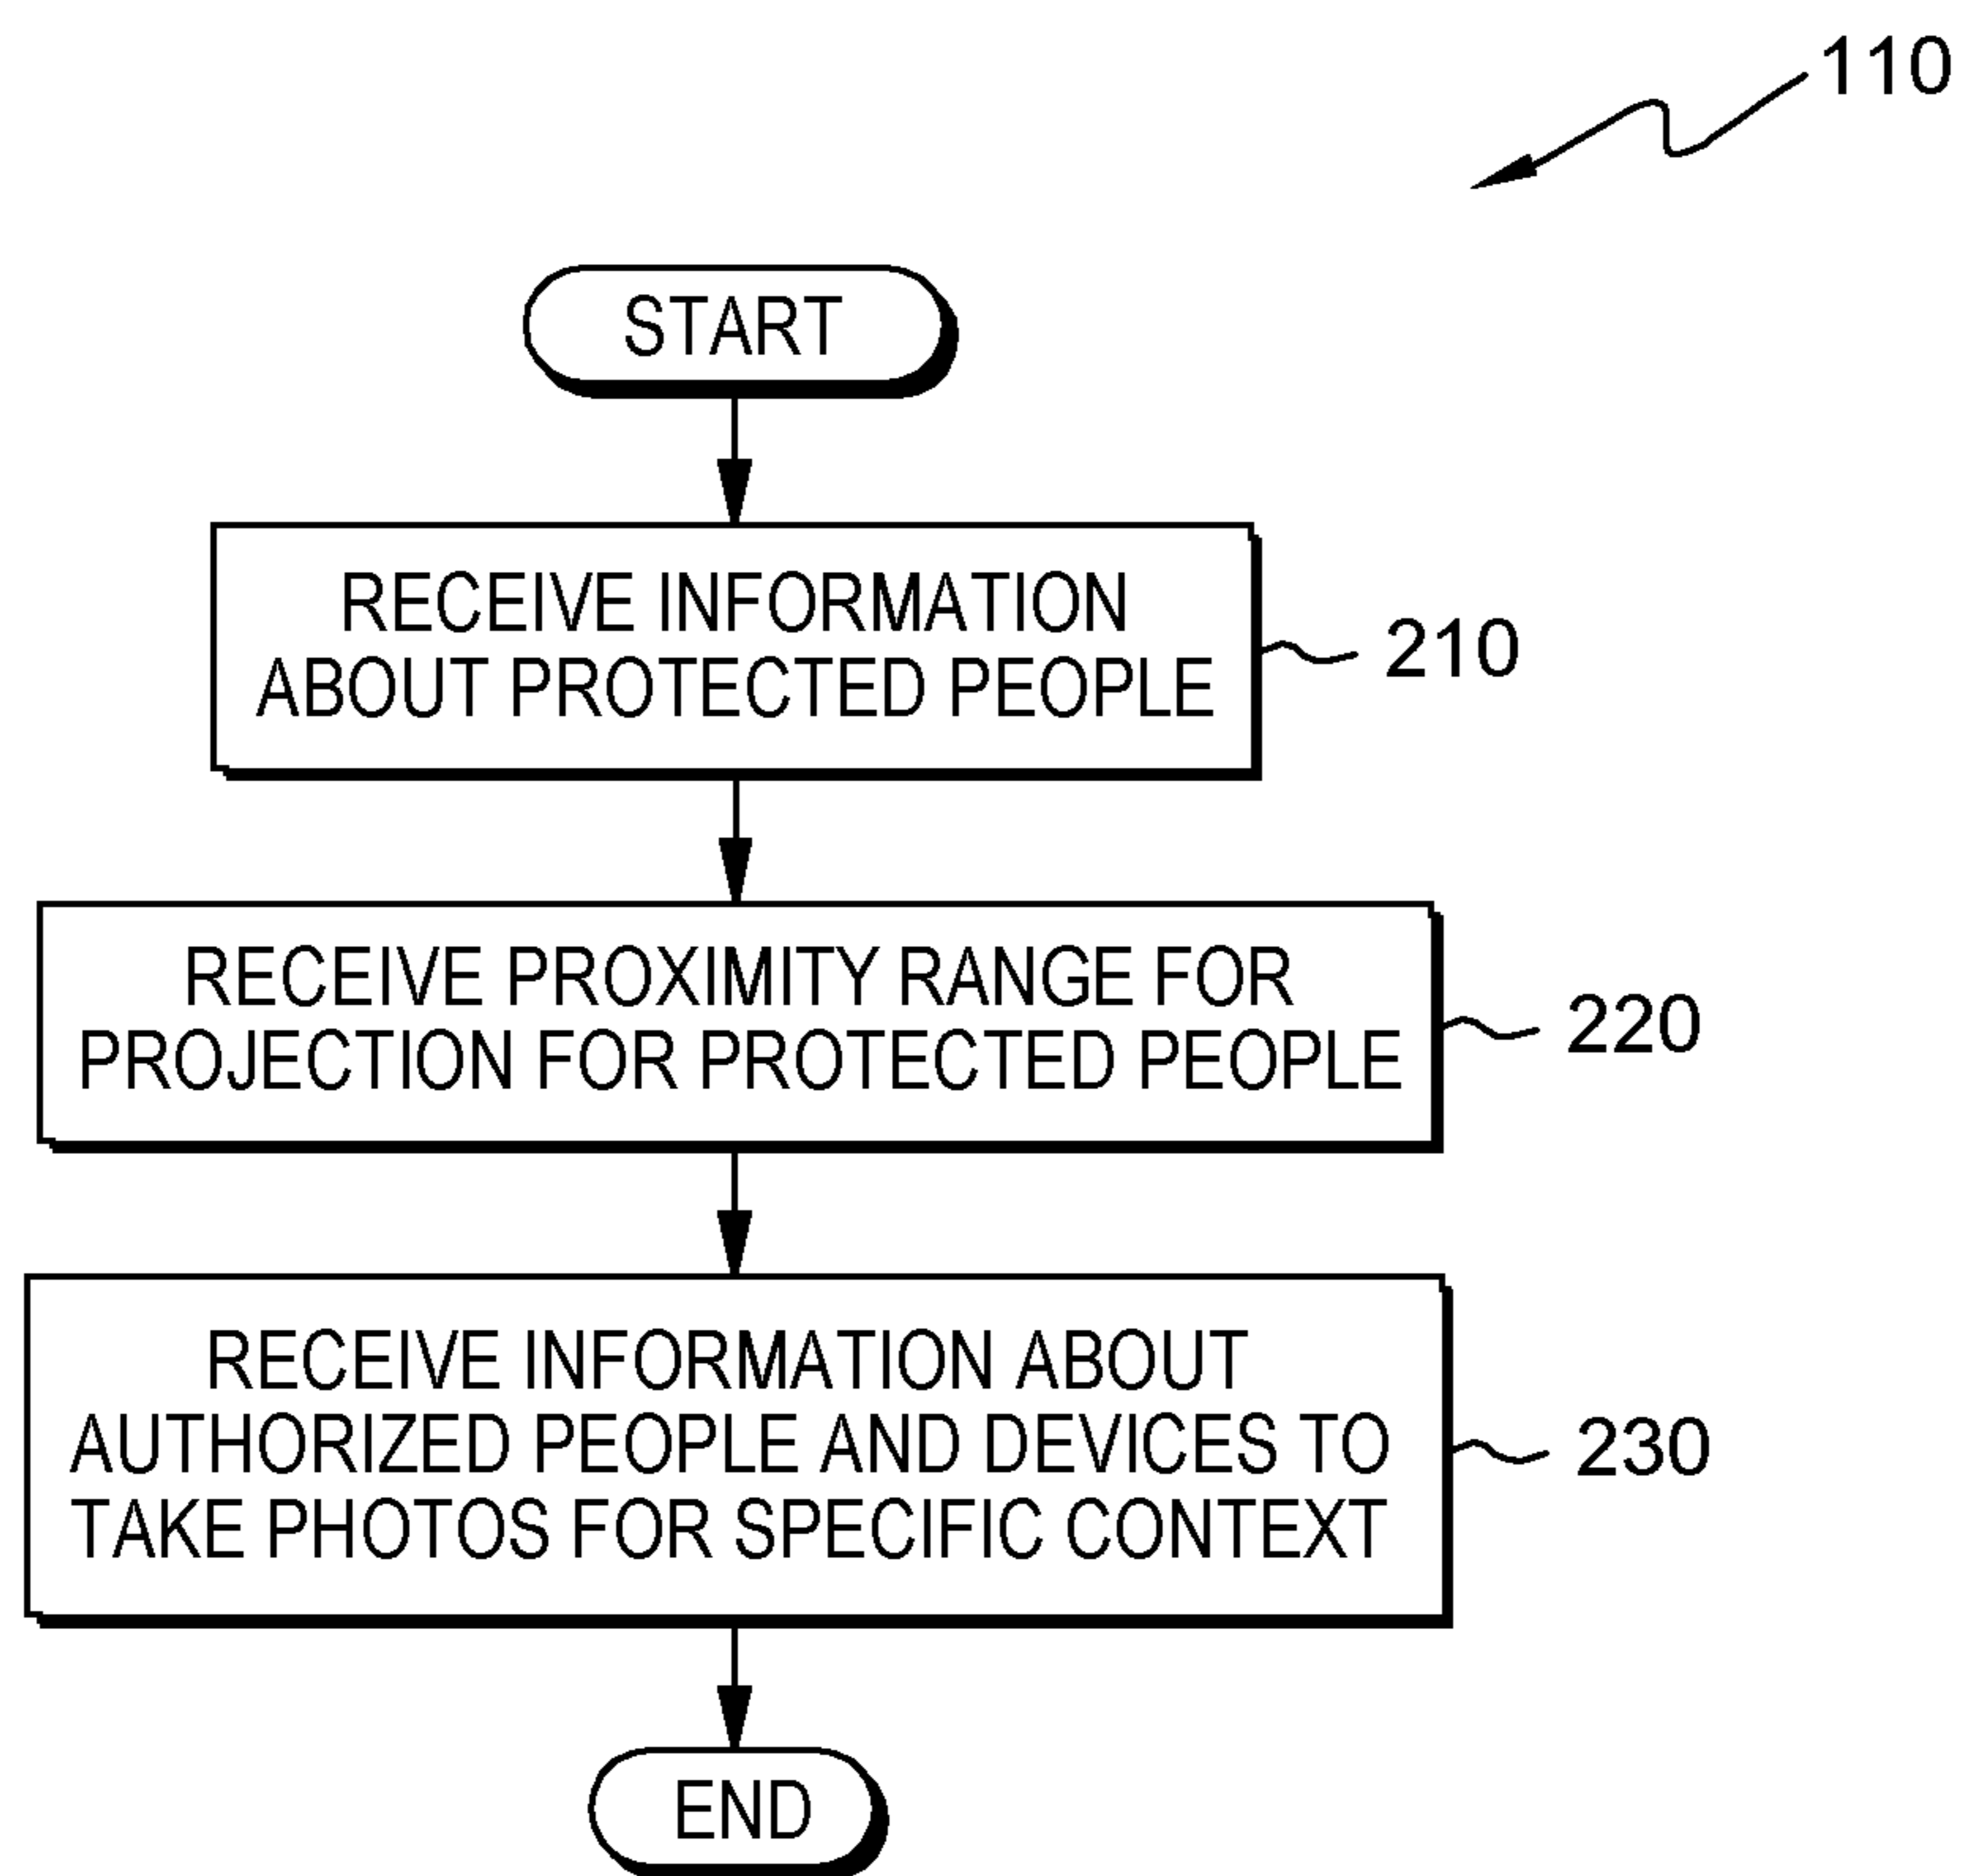 110
START
RECEIVE INFORMATION
ABOUT PROTECTED PEOPLE
210
RECEIVE PROXIMITY RANGE FOR
PROJECTION FOR PROTECTED PEOPLE
220
RECEIVE INFORMATION ABOUT
AUTHORIZED PEOPLE AND DEVICES TO
TAKE PHOTOS FOR SPECIFIC CONTEXT
230
END